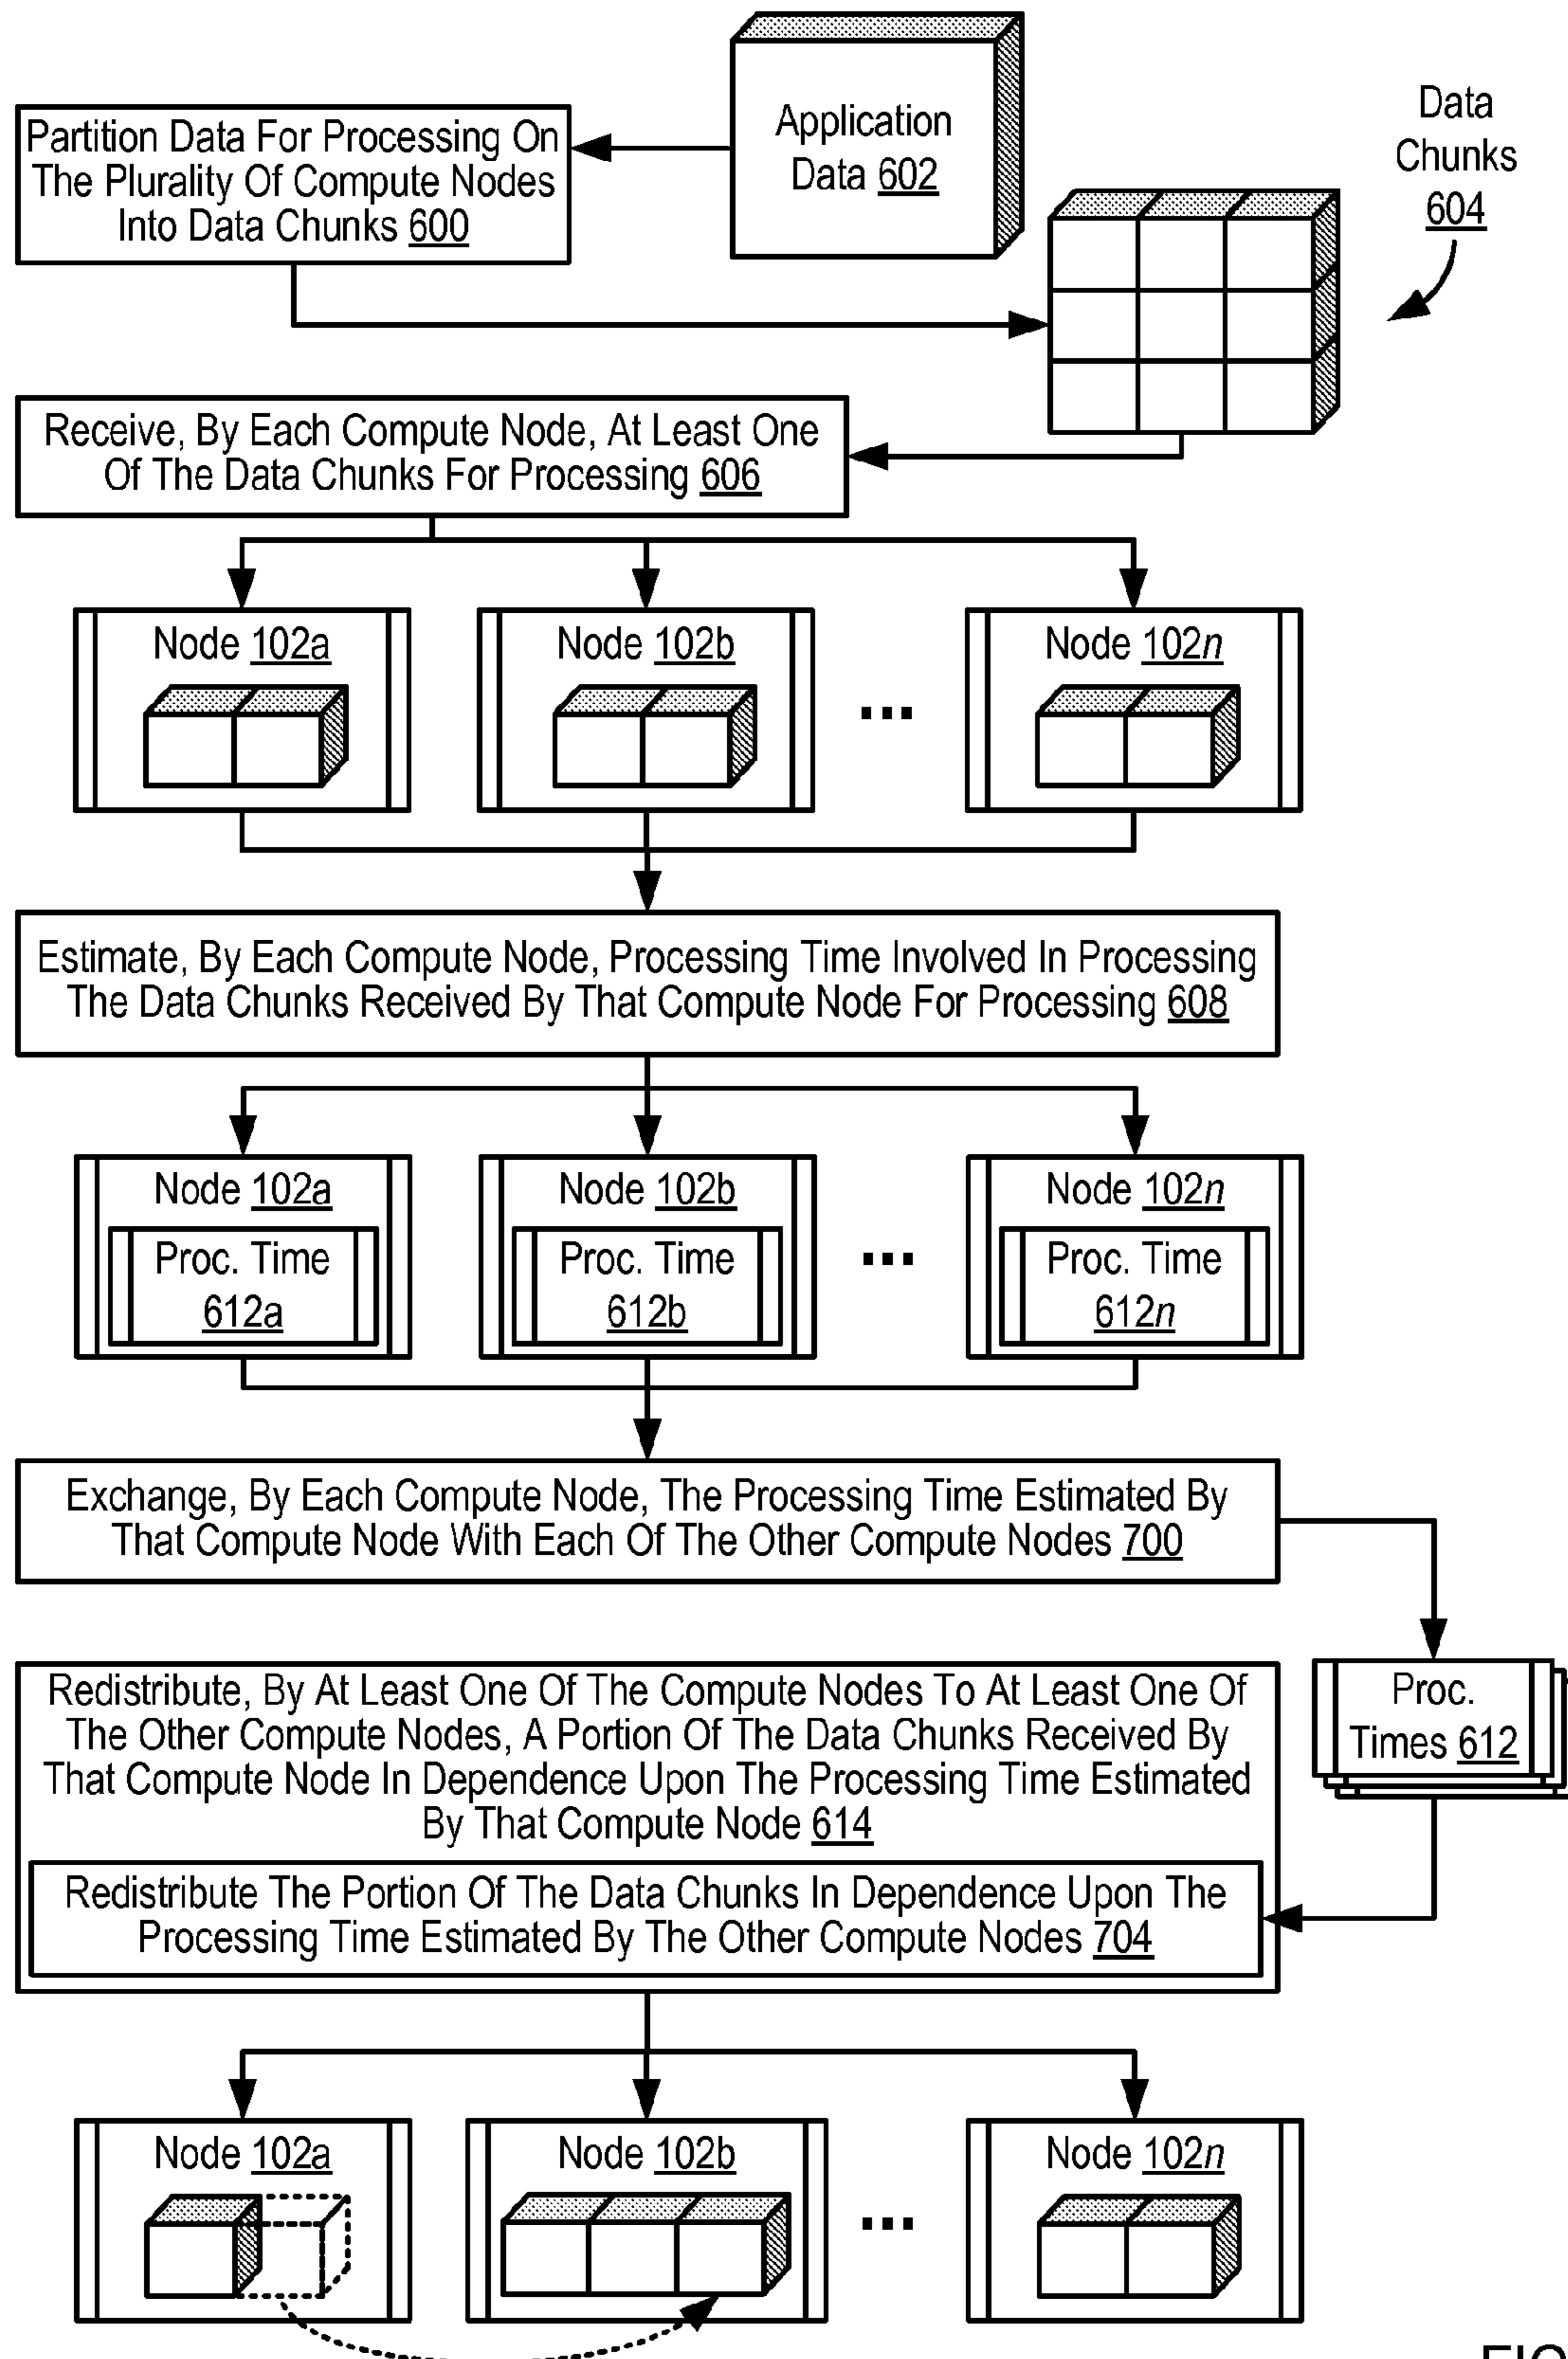 Application
Data 602
Data
Chunks
604
Partition Data For Processing On
The Plurality Of Compute Nodes
Into Data Chunks 600
Receive, By Each Compute Node, At Least One
Of The Data Chunks For Processing 606
Node 102a
Node 102b
...
Node 102n
Estimate, By Each Compute Node, Processing Time Involved In Processing
The Data Chunks Received By That Compute Node For Processing 608
Node 102a
Proc. Time
612a
Node 102b
Proc. Time
612b
...
Node 102n
Proc. Time
612n
Exchange, By Each Compute Node, The Processing Time Estimated By
That Compute Node With Each Of The Other Compute Nodes 700
Proc.
Times 612
Redistribute, By At Least One Of The Compute Nodes To At Least One Of
The Other Compute Nodes, A Portion Of The Data Chunks Received By
That Compute Node In Dependence Upon The Processing Time Estimated
By That Compute Node 614
Redistribute The Portion Of The Data Chunks In Dependence Upon The
Processing Time Estimated By The Other Compute Nodes 704
Node 102a
Node 102b
...
Node 102n